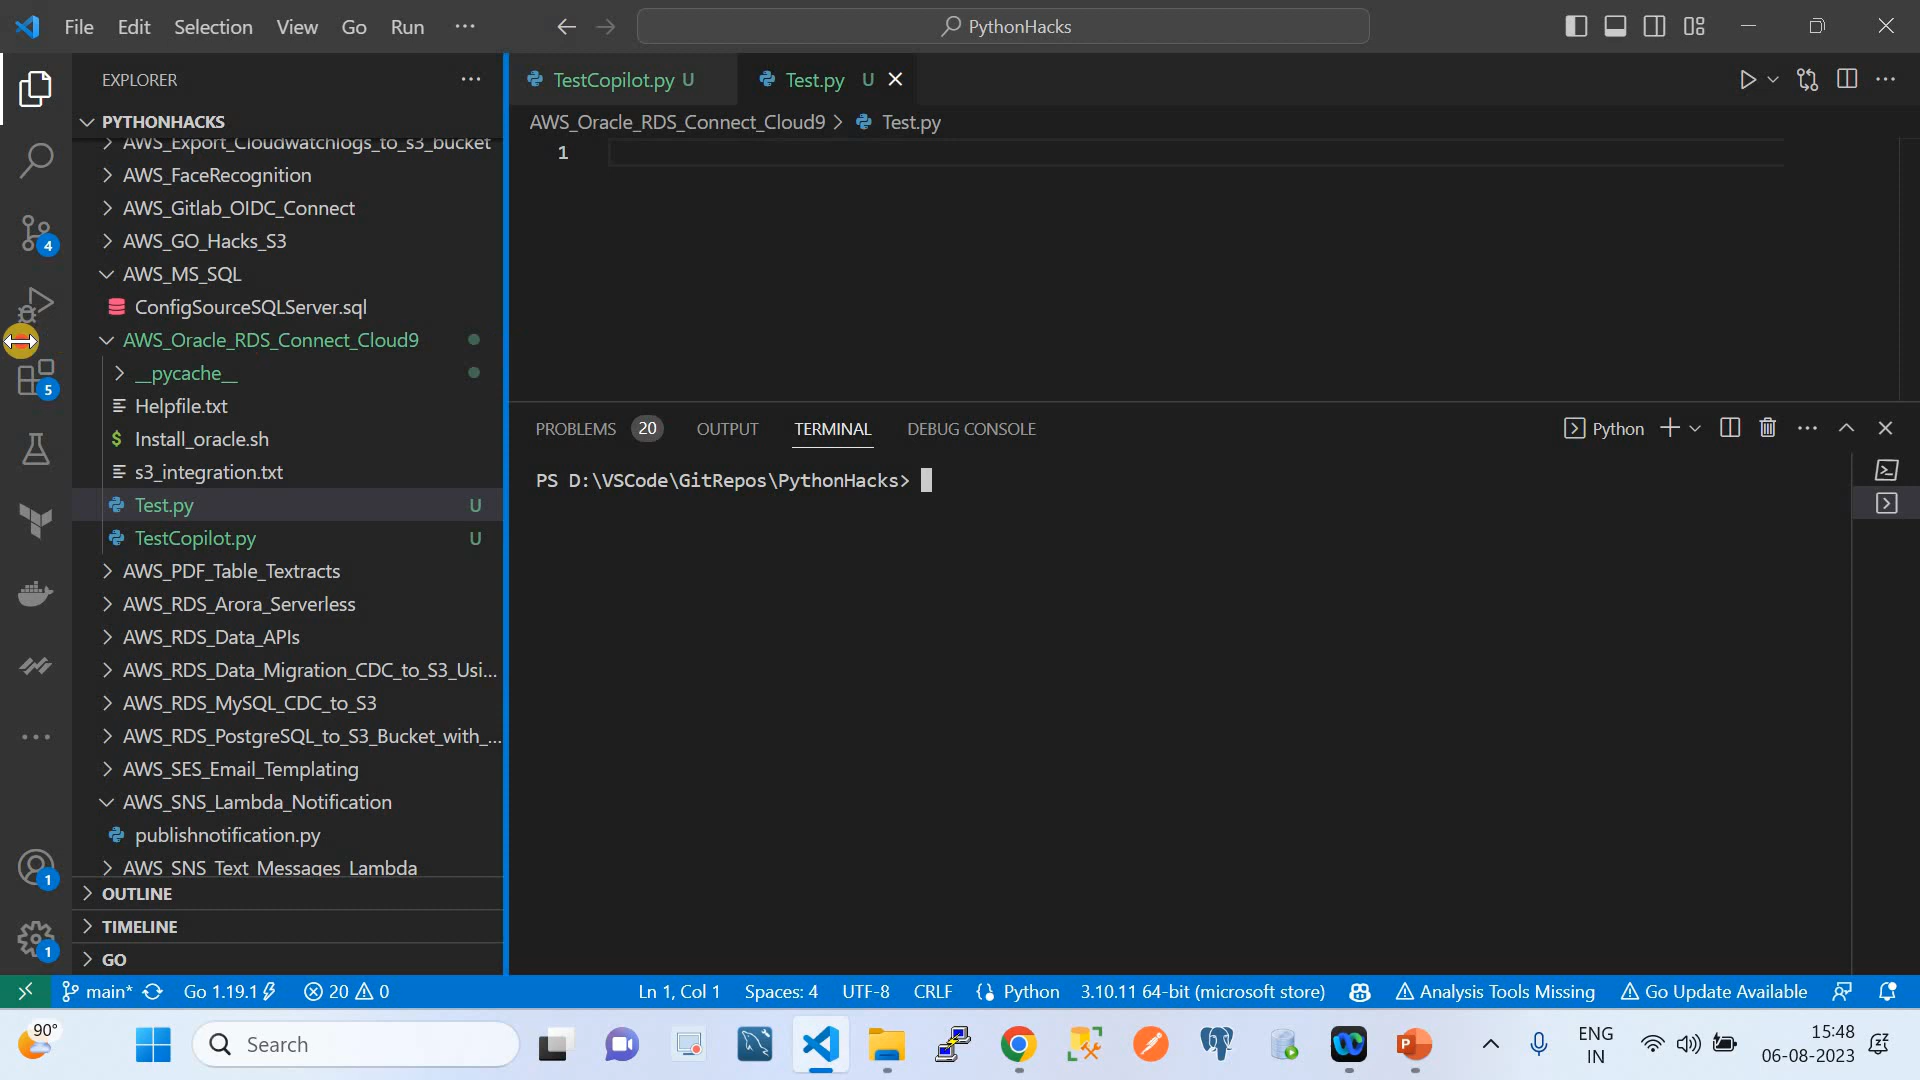 File Edit Selection View Go Run ···
PythonHacks
EXPLORER
PYTHONHACKS
AWS_Export_Cloudwatchlogs_to_s3_bucket
AWS_FaceRecognition
AWS_Gitlab_OIDC_Connect
AWS_GO_Hacks_S3
AWS_MS_SQL
ConfigSourceSQLServer.sql
AWS_Oracle_RDS_Connect_Cloud9
__pycache__
Helpfile.txt
$ Install_oracle.sh
s3_integration.txt
Test.py U
TestCopilot.py U
AWS_PDF_Table_Textracts
AWS_RDS_Arora_Serverless
AWS_RDS_Data_APIs
AWS_RDS_Data_Migration_CDC_to_S3_Usi...
AWS_RDS_MySQL_CDC_to_S3
AWS_RDS_PostgreSQL_to_S3_Bucket_with_...
AWS_SES_Email_Templating
AWS_SNS_Lambda_Notification
publishnotification.py
AWS_SNS_Text_Messages_Lambda
OUTLINE
TIMELINE
GO
4
5
1
1
TestCopilot.py U
Test.py U
AWS_Oracle_RDS_Connect_Cloud9 > Test.py
1
PROBLEMS 20 OUTPUT TERMINAL DEBUG CONSOLE
Python
PS D:\VSCode\GitRepos\PythonHacks>
main* Go 1.19.1 20 0
Ln 1, Col 1 Spaces: 4 UTF-8 CRLF Python 3.10.11 64-bit (microsoft store) Analysis Tools Missing Go Update Available
90°
Search
P
ENG
IN
15:48
06-08-2023